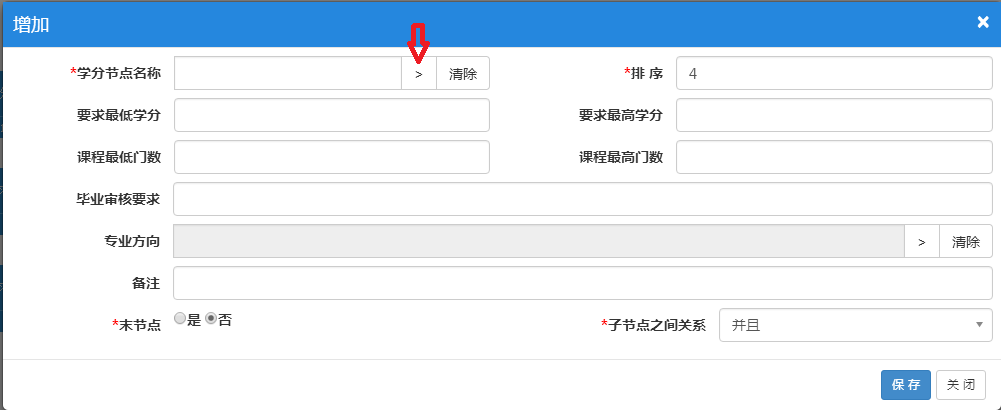 增加 ×
*学分节点名称 > 清除 *排 序 4
要求最低学分 要求最高学分
课程最低门数 课程最高门数
毕业审核要求
专业方向 > 清除
备注
*末节点 是 否 *子节点之间关系 并且
保 存 关 闭